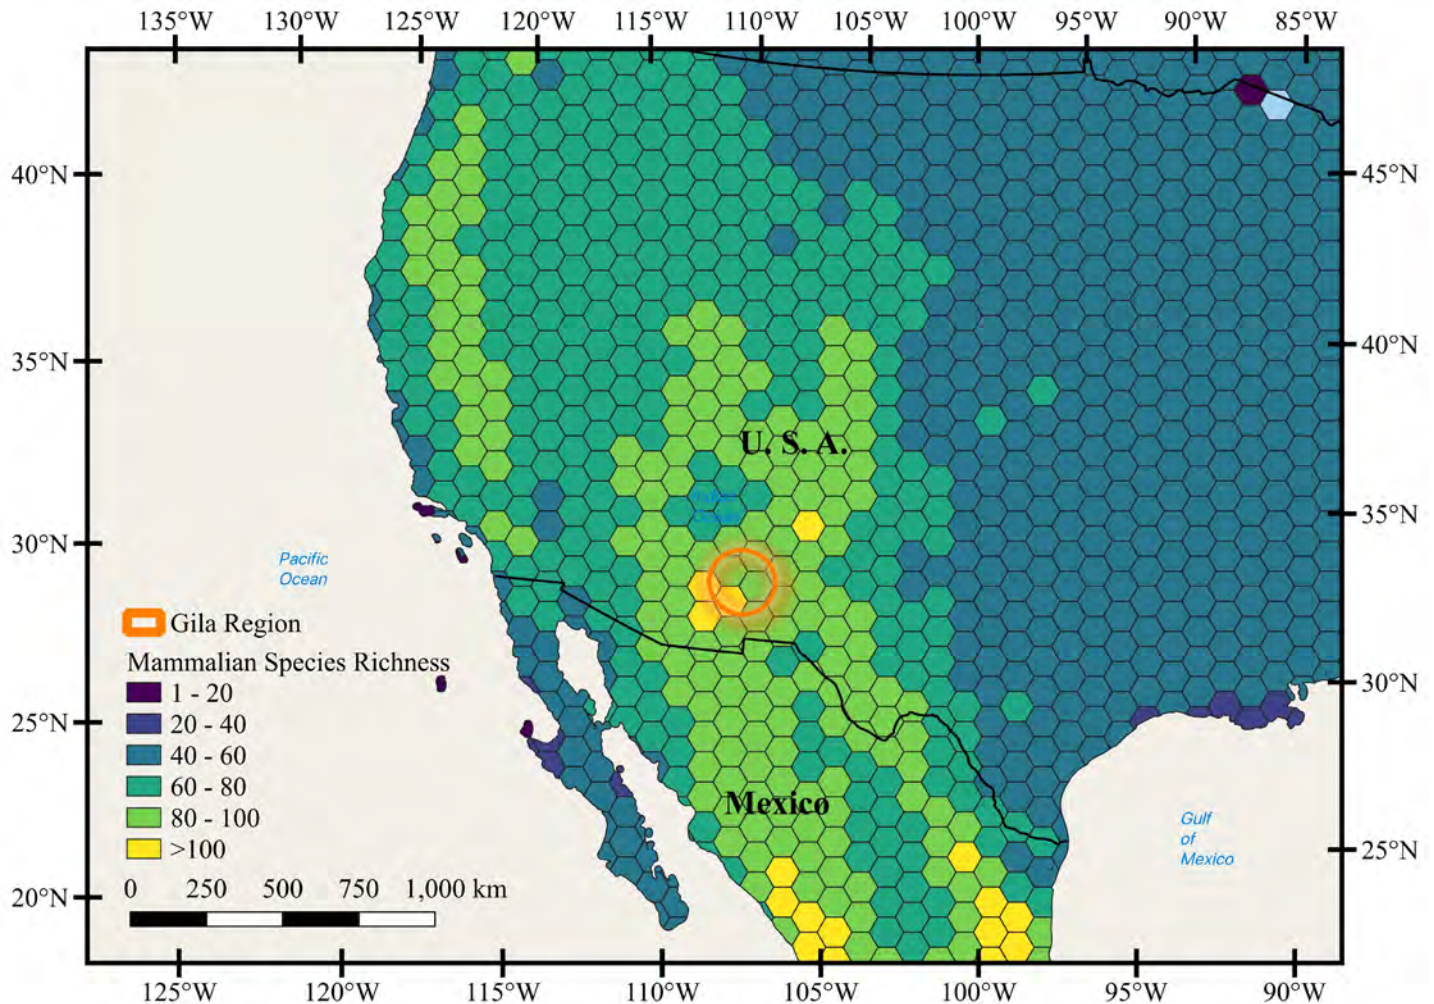 135°W 130°W 125°W 120°W 115°W 110°W 105°W 100°W 95°W 90°W 85°W
40°N
45°N
35°N
40°N
U. S. A.
Ocean
35°N
30°N
Pacific
Ocean
Gila Region
Mammalian Species Richness
1 - 20
30°N
20 - 40
25°N
40 - 60
60 - 80
Mexico
80 - 100
Gulf
of
Mexico
>100
25°N
0 250 500 750 1,000 km
20°N
125°W 120°W 115°W 110°W 105°W 100°W 95°W 90°W